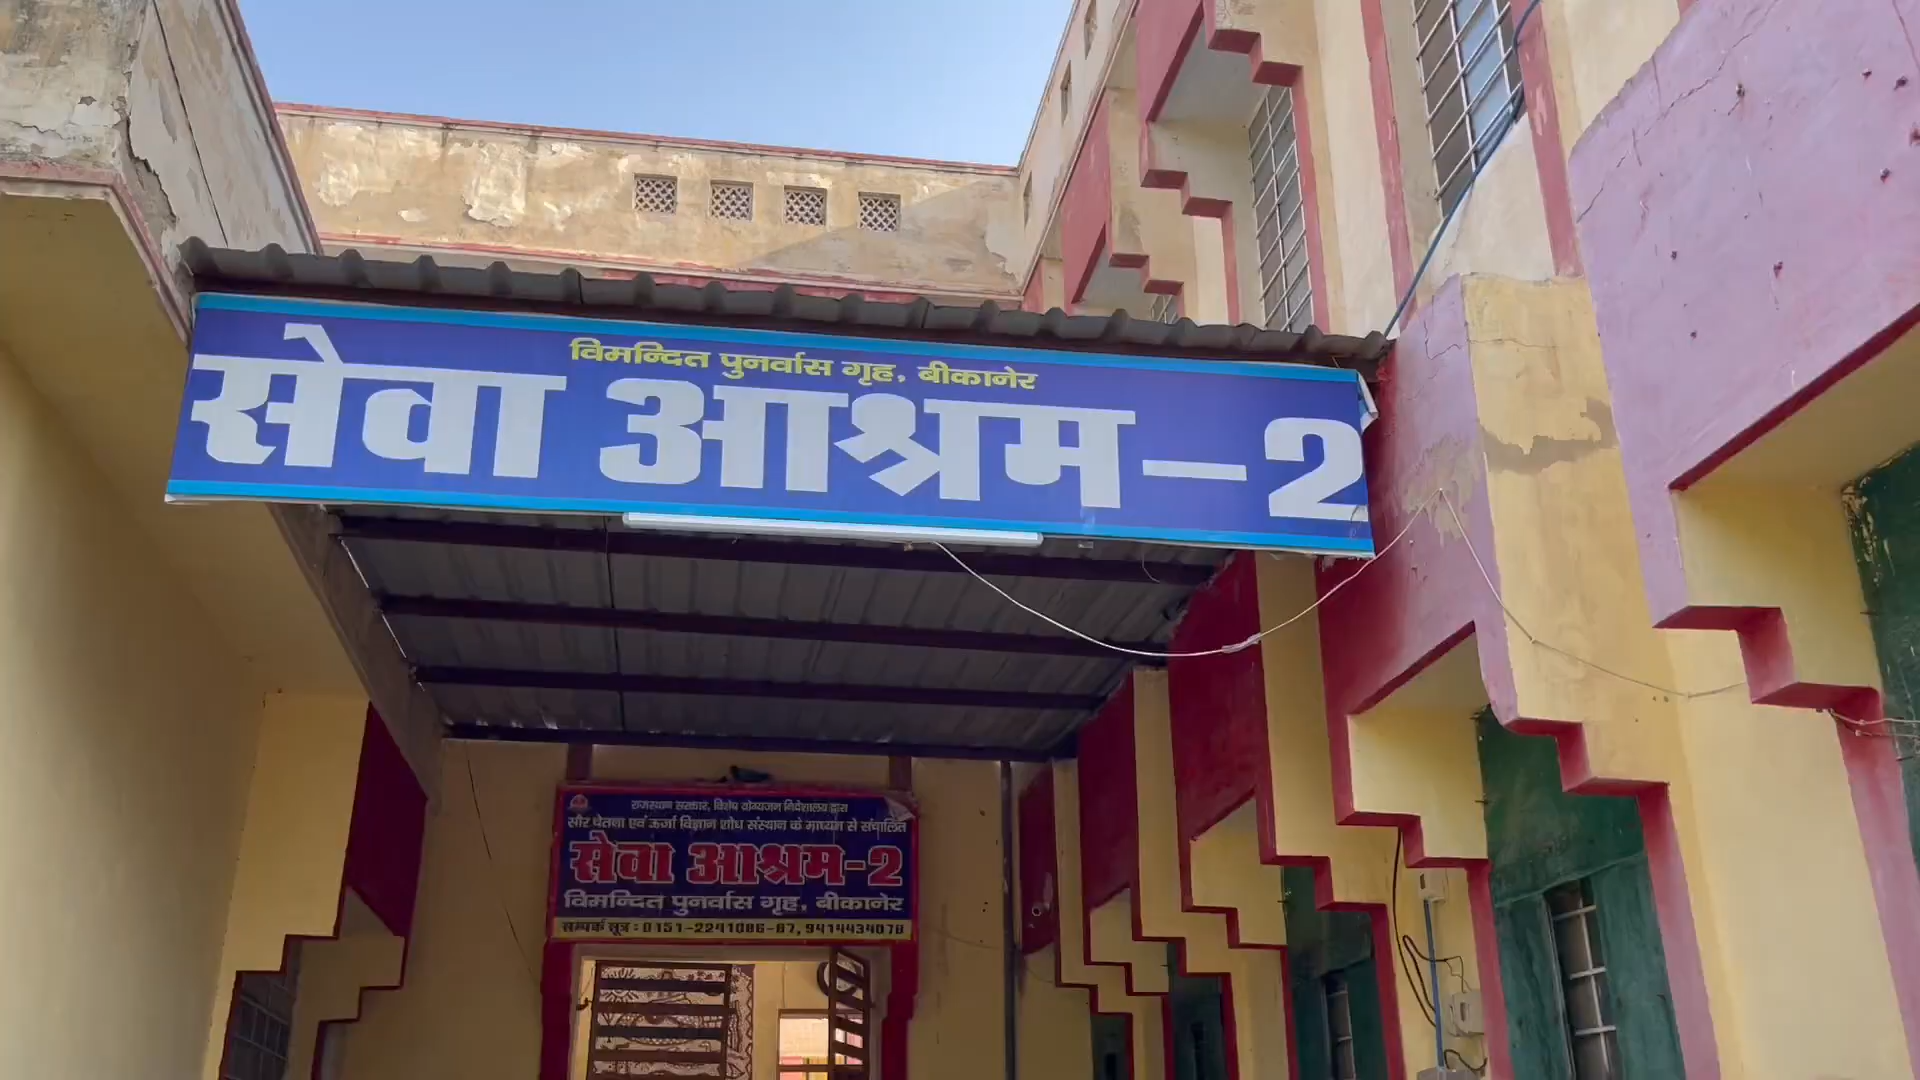 विमन्दित पुनर्वास गृह, बीकानेर
सेवा आश्रम-2
राजस्थान सरकार, विशेष योग्यजन निदेशालय द्वारा
सौर चेतना एवं ऊर्जा विज्ञान शोध संस्थान के माध्यम से संचालित
सेवा आश्रम-2
विमन्दित पुनर्वास गृह, बीकानेर
सम्पर्क सूत्र : 0151-2241086-87, 9414434078